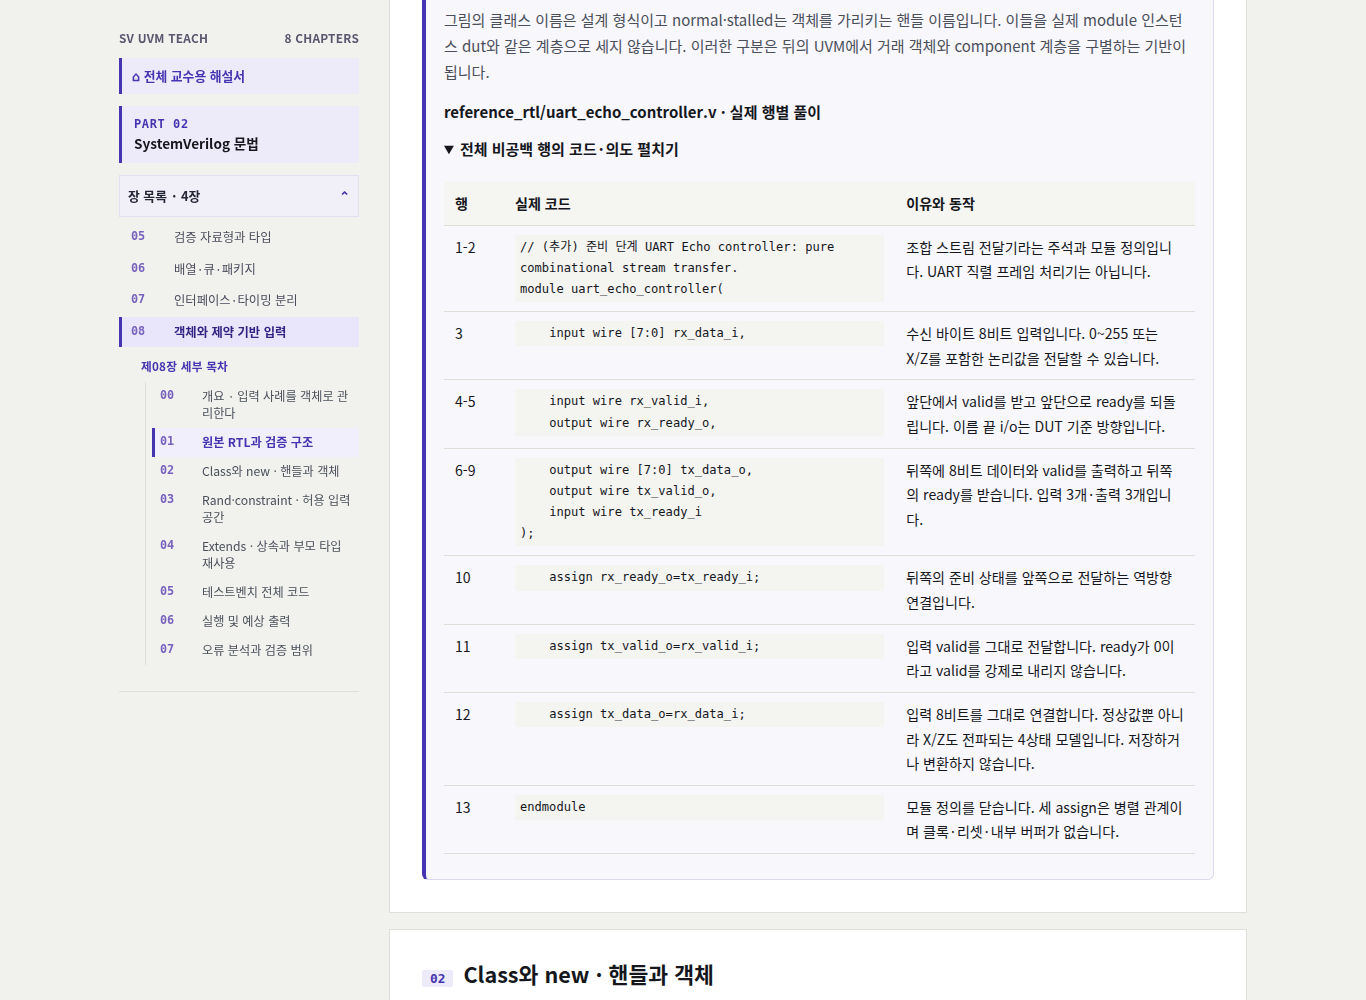 SV UVM TEACH 8 CHAPTERS
⌂ 전체 교수용 해설서
PART 02
SystemVerilog 문법
장 목록 · 4장
05 검증 자료형과 타입
06 배열·큐·패키지
07 인터페이스·타이밍 분리
08 객체와 제약 기반 입력
제08장 세부 목차
00 개요 · 입력 사례를 객체로 관
리한다
01 원본 RTL과 검증 구조
02 Class와 new · 핸들과 객체
03 Rand·constraint · 허용 입력
공간
04 Extends · 상속과 부모 타입
재사용
05 테스트벤치 전체 코드
06 실행 및 예상 출력
07 오류 분석과 검증 범위
그림의 클래스 이름은 설계 형식이고 normal·stalled는 객체를 가리키는 핸들 이름입니다. 이들을 실제 module 인스턴
스 dut와 같은 계층으로 세지 않습니다. 이러한 구분은 뒤의 UVM에서 거래 객체와 component 계층을 구별하는 기반이
됩니다.
reference_rtl/uart_echo_controller.v · 실제 행별 풀이
▼ 전체 비공백 행의 코드·의도 펼치기
행 실제 코드 이유와 동작
1-2
// (추가) 준비 단계 UART Echo controller: pure
combinational stream transfer.
module uart_echo_controller(
조합 스트림 전달기라는 주석과 모듈 정의입니
다. UART 직렬 프레임 처리기는 아닙니다.
3
input wire [7:0] rx_data_i,
수신 바이트 8비트 입력입니다. 0~255 또는
X/Z를 포함한 논리값을 전달할 수 있습니다.
4-5
input wire rx_valid_i,
output wire rx_ready_o,
앞단에서 valid를 받고 앞단으로 ready를 되돌
립니다. 이름 끝 i/o는 DUT 기준 방향입니다.
6-9
output wire [7:0] tx_data_o,
output wire tx_valid_o,
input wire tx_ready_i
);
뒤쪽에 8비트 데이터와 valid를 출력하고 뒤쪽
의 ready를 받습니다. 입력 3개·출력 3개입니
다.
10
assign rx_ready_o=tx_ready_i;
뒤쪽의 준비 상태를 앞쪽으로 전달하는 역방향
연결입니다.
11
assign tx_valid_o=rx_valid_i;
입력 valid를 그대로 전달합니다. ready가 0이
라고 valid를 강제로 내리지 않습니다.
12
assign tx_data_o=rx_data_i;
입력 8비트를 그대로 연결합니다. 정상값뿐 아니
라 X/Z도 전파되는 4상태 모델입니다. 저장하거
나 변환하지 않습니다.
13
endmodule
모듈 정의를 닫습니다. 세 assign은 병렬 관계이
며 클록·리셋·내부 버퍼가 없습니다.
02 Class와 new · 핸들과 객체